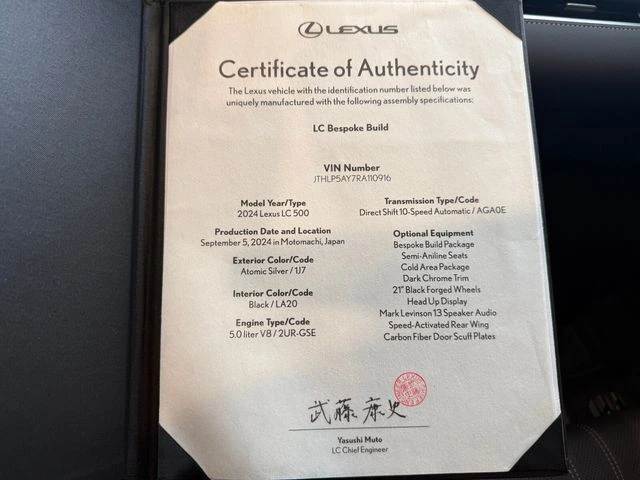 LEXUS
Certificate of Authenticity
The Lexus vehicle with the identification number listed below was
uniquely manufactured with the following assembly specifications:
LC Bespoke Build
VIN Number
JTHLP5AY7RA110916
Model Year/Type
2024 Lexus LC 500
Production Date and Location
September 5, 2024 in Motomachi, Japan
Exterior Color/Code
Atomic Silver / 1J7
Interior Color/Code
Black / LA20
Engine Type/Code
5.0 liter V8 / 2UR-GSE
Transmission Type/Code
Direct Shift 10-Speed Automatic / AGA0E
Optional Equipment
Bespoke Build Package
Semi-Aniline Seats
Cold Area Package
Dark Chrome Trim
21" Black Forged Wheels
Head Up Display
Mark Levinson 13 Speaker Audio
Speed-Activated Rear Wing
Carbon Fiber Door Scuff Plates
武藤 康史
Yasushi Muto
LC Chief Engineer